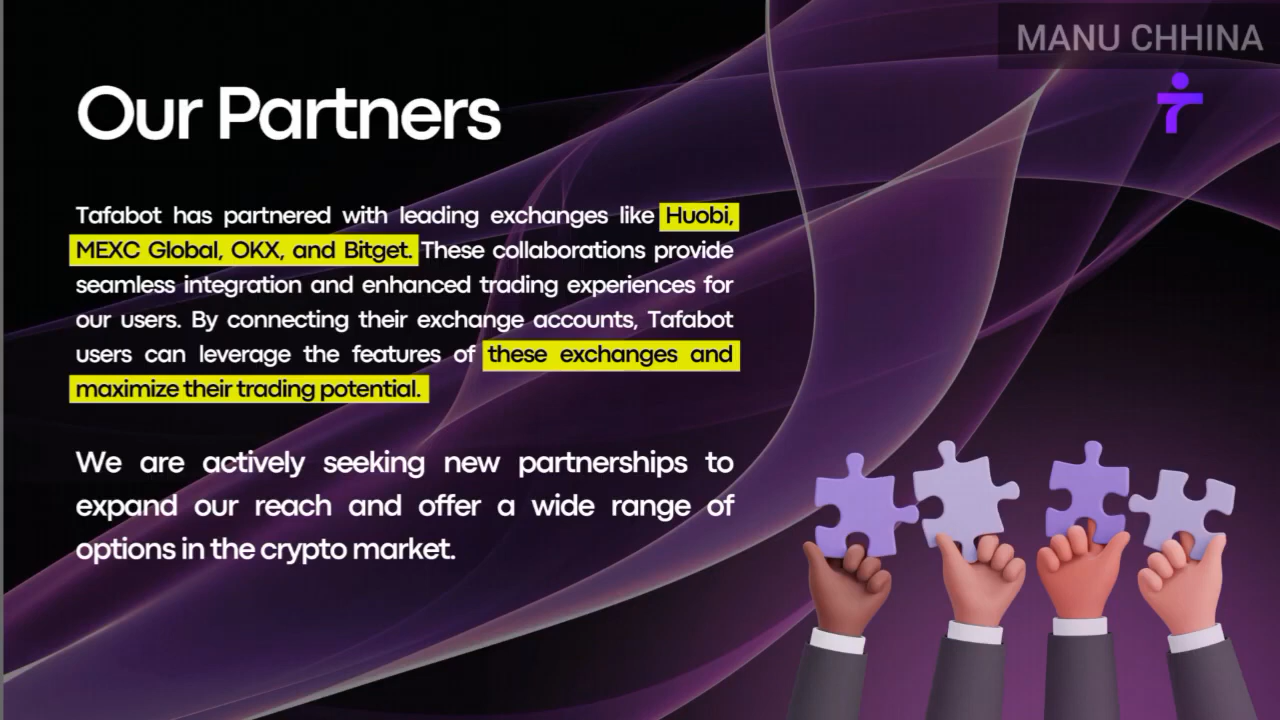 MANU CHHINA
Our Partners
Tafabot has partnered with leading exchanges like Huobi,
MEXC Global, OKX, and Bitget. These collaborations provide
seamless integration and enhanced trading experiences for
our users. By connecting their exchange accounts, Tafabot
users can leverage the features of these exchanges and
maximize their trading potential.
We are actively seeking new partnerships to
expand our reach and offer a wide range of
options in the crypto market.